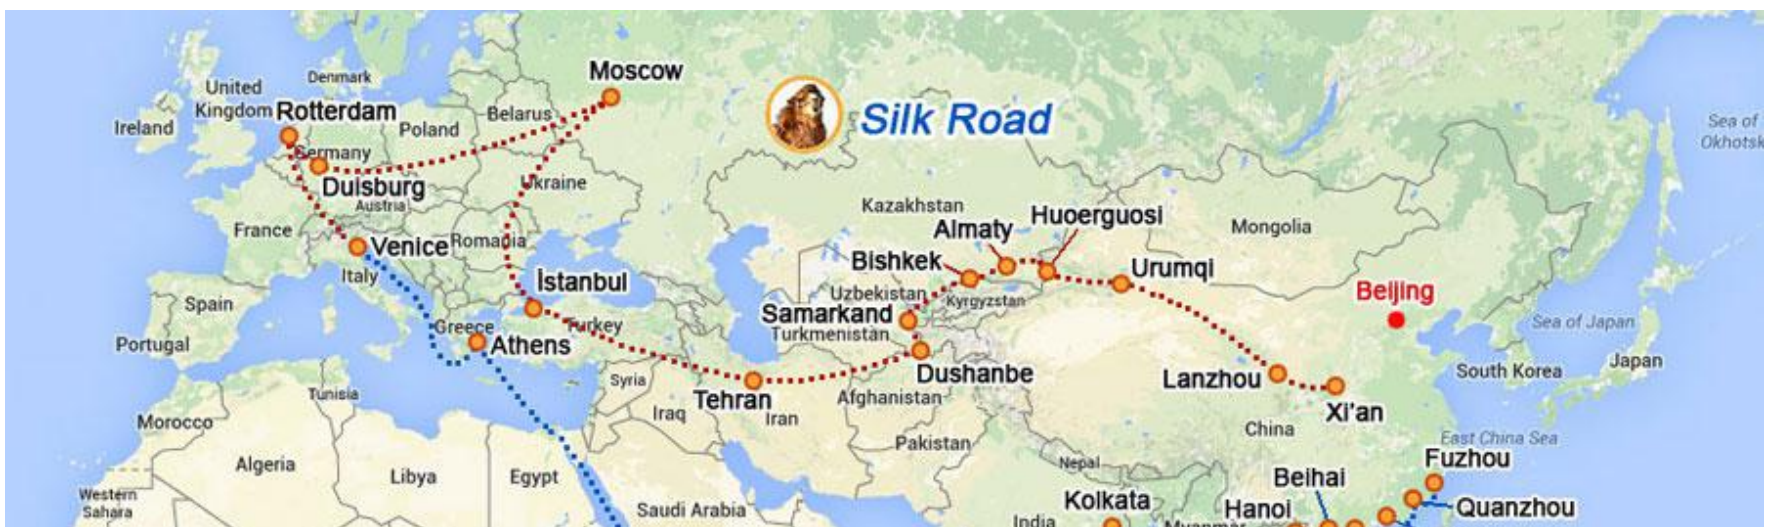 Moscow
Denmark
United
Kingdom
Rotterdam
Belarus
Sea of
Okhotsk
Silk Road
Ireland
Poland
Germany
Ukraine
Duisburg
Austria
Kazakhstan
Huoerguosi
France
Almaty
Mongolia
Venice
Romania
Bishkek
Urumqi
Italy
İstanbul
Uzbekistan
Kyrgyzstan
Beijing
Spain
Samarkand
Greece
Turkey
Turkmenistan
Sea of Japan
Portugal
Athens
Japan
South Korea
Dushanbe
Lanzhou
Syria
Tunisia
Tehran
Afghanistan
Xi'an
Morocco
Iraq
Iran
China
Pakistan
East China Sea
Algeria
Libya
Egypt
Nepal
Fuzhou
Beihai
Western
Sahara
Saudi Arabia
Kolkata
Hanoi
Quanzhou
India
Myanmar